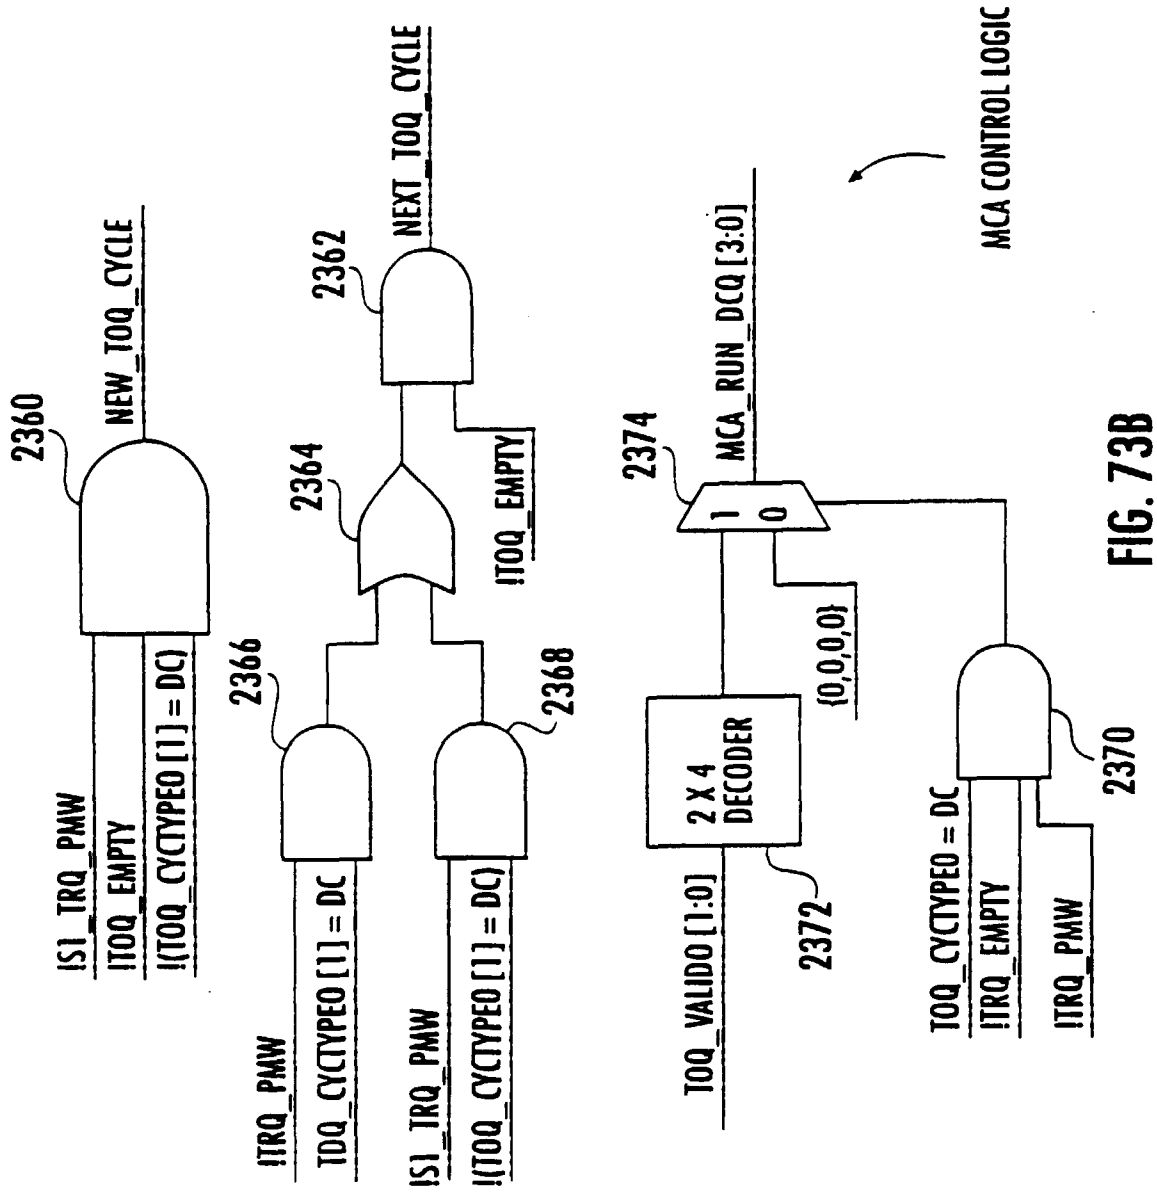 2360
!S1_TRQ_PMW
!TOQ_EMPTY
!(TOQ_CYCTYPE0 [1] = DC)
NEW_TOQ_CYCLE
2366
!TRQ_PMW
TDQ_CYCTYPE0 [1] = DC
2364
2362
NEXT_TOQ_CYCLE
!S1_TRQ_PMW
!(TOQ_CYCTYPE0 [1] = DC)
2368
!TOQ_EMPTY
TOQ_VALID0 [1:0]
2 X 4
DECODER
2372
2374
1
0
MCA_RUN_DCQ [3:0]
{0,0,0,0}
TOQ_CYCTYPE0 = DC
!TRQ_EMPTY
!TRQ_PMW
2370
MCA CONTROL LOGIC
FIG. 73B